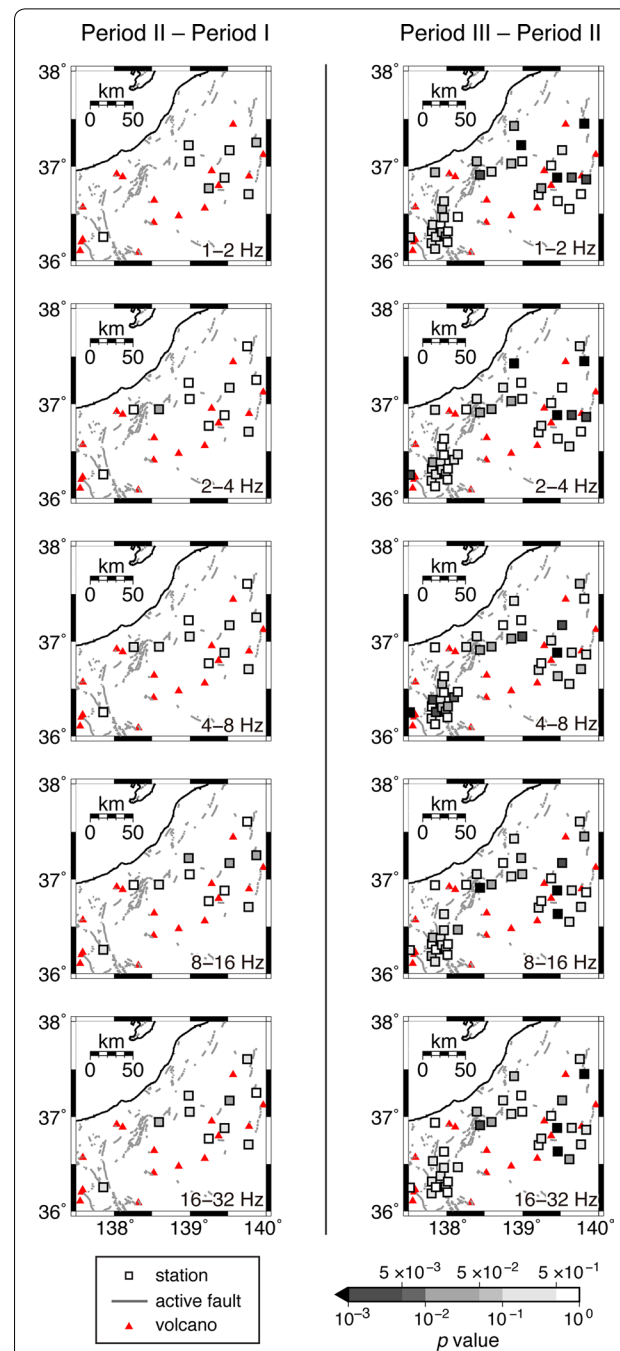 Period II – Period I
Period III – Period II
38°
km
0 50
37°
36°
1–2 Hz
38°
km
0 50
37°
36°
1–2 Hz
38°
km
0 50
37°
36°
2–4 Hz
38°
km
0 50
37°
36°
2–4 Hz
38°
km
0 50
37°
36°
4–8 Hz
38°
km
0 50
37°
36°
4–8 Hz
38°
km
0 50
37°
36°
8–16 Hz
38°
km
0 50
37°
36°
8–16 Hz
38°
km
0 50
37°
36°
16–32 Hz
138° 139° 140°
38°
km
0 50
37°
36°
16–32 Hz
138° 139° 140°
station
active fault
volcano
5 ×10⁻³ 5 ×10⁻² 5 ×10⁻¹
10⁻³ 10⁻² 10⁻¹ 10⁰
p value